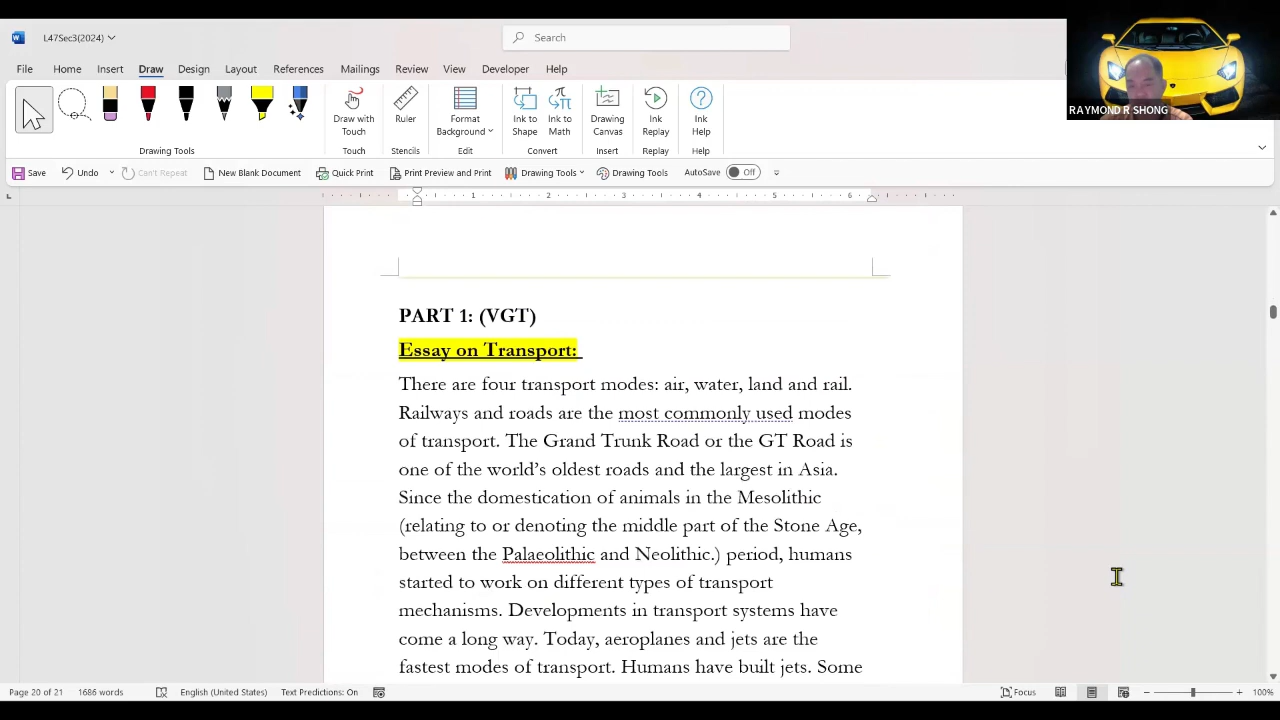 L47Sec3(2024)
Search
RAYMOND R SHONG
File Home Insert Draw Design Layout References Mailings Review View Developer Help
Draw with Touch
Ruler
Format Background
Ink to Shape
Ink to Math
Drawing Canvas
Ink Replay
Ink Help
Drawing Tools Touch Stencils Edit Convert Insert Replay Help
Save Undo Can't Repeat New Blank Document Quick Print Print Preview and Print Drawing Tools Drawing Tools AutoSave Off
1 2 3 4 5 6
PART 1: (VGT)
Essay on Transport:
There are four transport modes: air, water, land and rail.
Railways and roads are the most commonly used modes
of transport. The Grand Trunk Road or the GT Road is
one of the world's oldest roads and the largest in Asia.
Since the domestication of animals in the Mesolithic
(relating to or denoting the middle part of the Stone Age,
between the Palaeolithic and Neolithic.) period, humans
started to work on different types of transport
mechanisms. Developments in transport systems have
come a long way. Today, aeroplanes and jets are the
fastest modes of transport. Humans have built jets. Some
Page 20 of 21 1686 words English (United States) Text Predictions: On Focus 100%